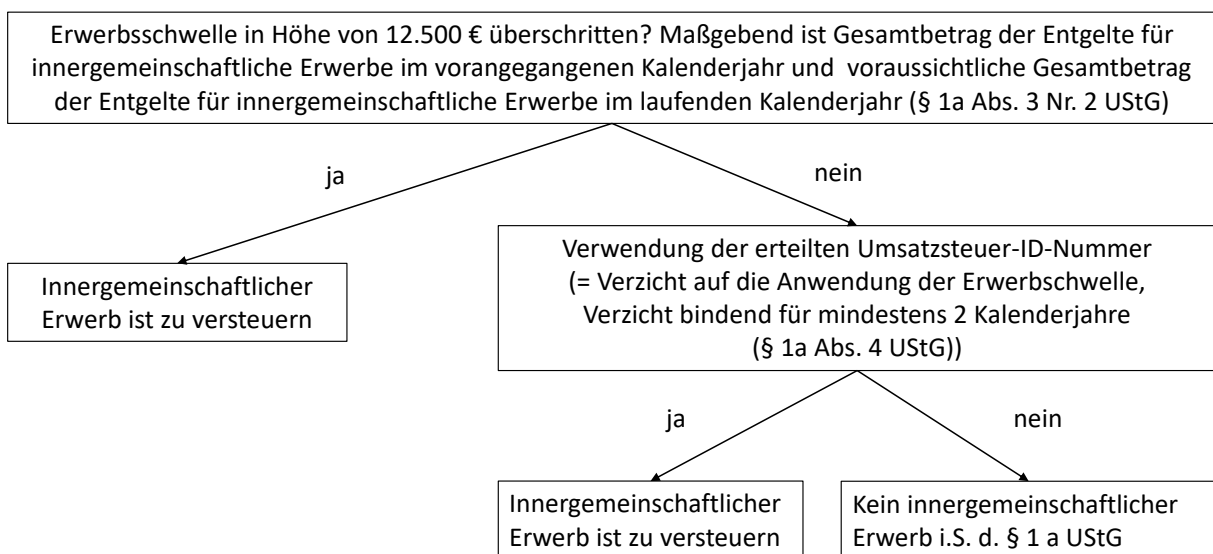 Erwerbsschwelle in Höhe von 12.500 € überschritten? Maßgebend ist Gesamtbetrag der Entgelte für
innergemeinschaftliche Erwerbe im vorangegangenen Kalenderjahr und  voraussichtliche Gesamtbetrag
der Entgelte für innergemeinschaftliche Erwerbe im laufenden Kalenderjahr (§ 1a Abs. 3 Nr. 2 UStG)
ja
nein
Innergemeinschaftlicher
Erwerb ist zu versteuern
Verwendung der erteilten Umsatzsteuer-ID-Nummer
(= Verzicht auf die Anwendung der Erwerbschwelle,
Verzicht bindend für mindestens 2 Kalenderjahre
(§ 1a Abs. 4 UStG))
ja
nein
Innergemeinschaftlicher
Erwerb ist zu versteuern
Kein innergemeinschaftlicher
Erwerb i.S. d. § 1 a UStG